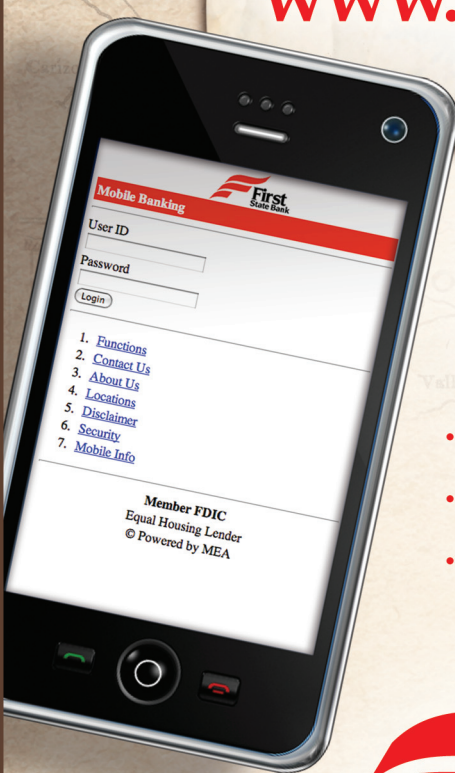 www.
First
State Bank
Mobile Banking
User ID
Password
Login
1. Functions
2. Contact Us
3. About Us
4. Locations
5. Disclaimer
6. Security
7. Mobile Info
Member FDIC
Equal Housing Lender
© Powered by MEA